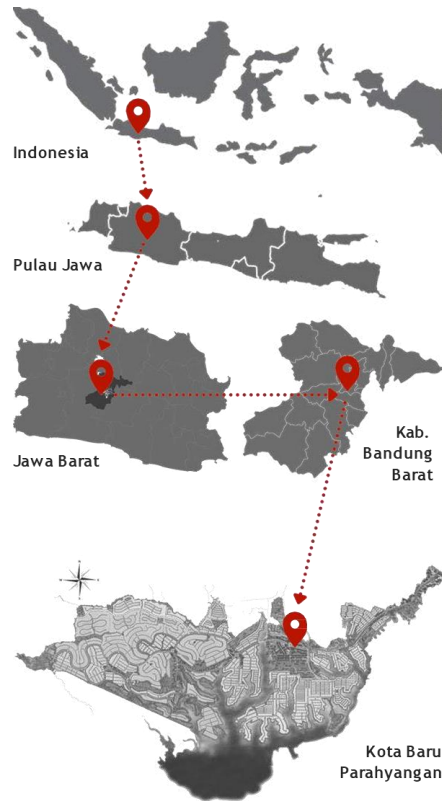 Indonesia
Pulau Jawa
Jawa Barat
Kab.
Bandung
Barat
Kota Baru
Parahyangan